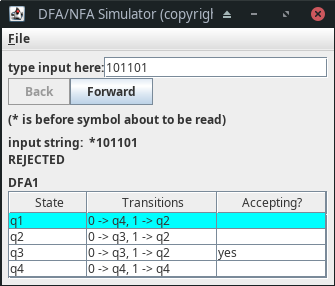 DFA/NFA Simulator (copyrigh
File
type input here: 101101
Back Forward
(* is before symbol about to be read)
input string: *101101
REJECTED
DFA1
State Transitions Accepting?
q1 0 -> q4, 1 -> q2
q2 0 -> q3, 1 -> q2
q3 0 -> q3, 1 -> q2 yes
q4 0 -> q4, 1 -> q4